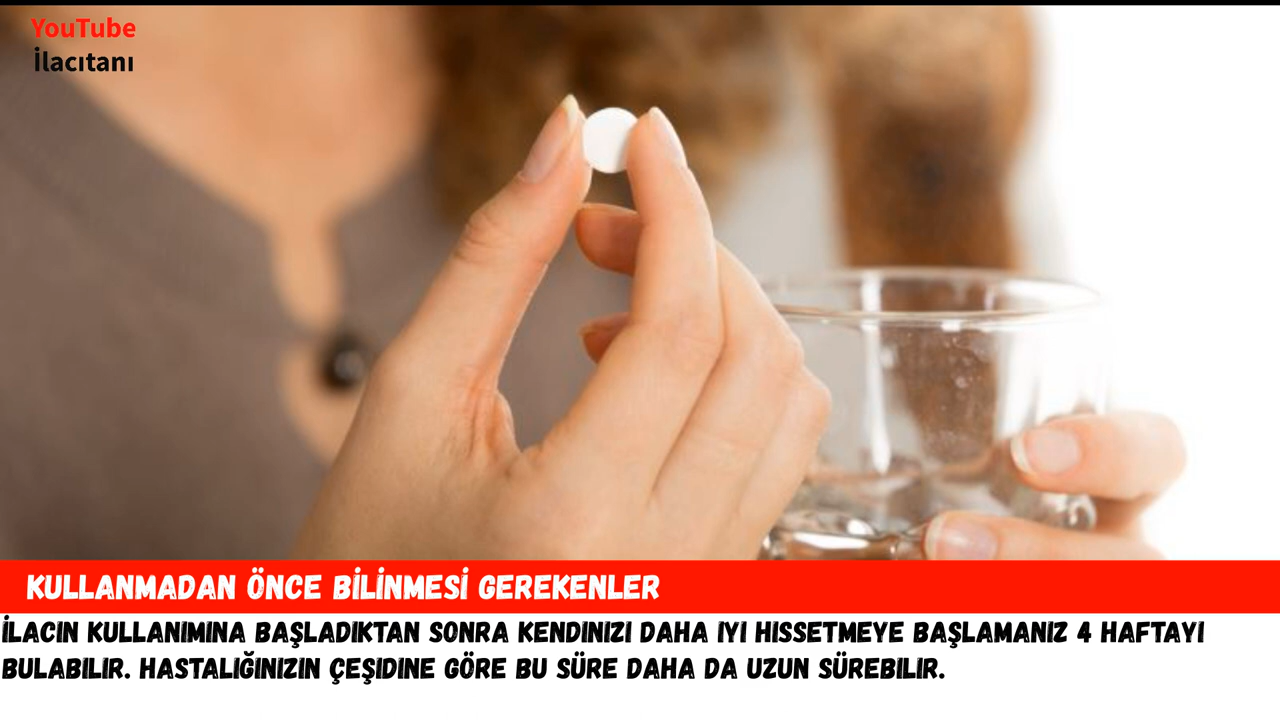 YouTube
İlacıtanı
KULLANMADAN ÖNCE BİLİNMESİ GEREKENLER
İLACIN KULLANIMINA BAŞLADIKTAN SONRA KENDINIZI DAHA IYI HISSETMEYE BAŞLAMANIZ 4 HAFTAYI
BULABILIR. HASTALIĞINIZIN ÇEŞIDINE GÖRE BU SÜRE DAHA DA UZUN SÜREBILIR.